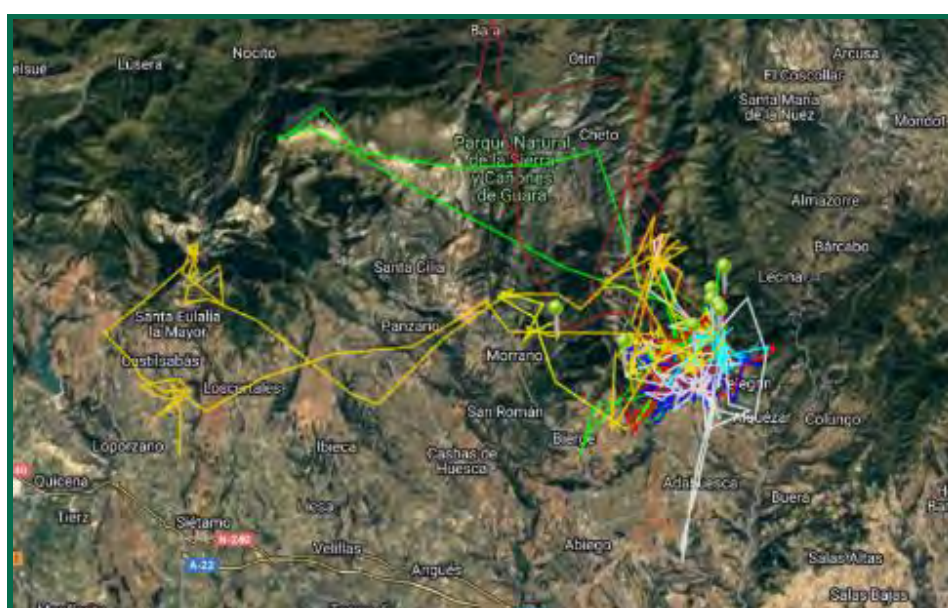 Bara
Nocito
Otin
Arcusa
Lúsera
El Coscollar
Santa María
de la Nuez
Cheto
Parque Natural
de la Sierra
y Cañones
de Guara
Almazorre
Bárcabo
Santa Cilia
Lecina
Santa Eulalia
la Mayor
Panzano
Morrano
Castilsabás
Loscertales
San Román
Alquézar
Colungo
Bierge
Loporzano
Ibieca
Casbas de
Huesca
Quicena
Adahuesca
Buera
Tierz
Siétamo
N-240
Velillas
Abiego
A-22
Angüés
Salas Altas
Salas Bajas